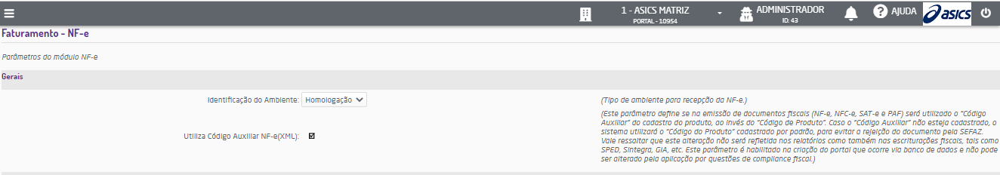 1 - ASICS MATRIZ
PORTAL - 10954
ADMINISTRADOR
ID: 43
AJUDA
asics
Faturamento - NF-e
Parâmetros do módulo NF-e
Gerais
Identificação do Ambiente: Homologação
(Tipo de ambiente para recepção da NF-e.)
Utiliza Código Auxiliar NF-e(XML):
(Este parâmetro define se na emissão de documentos fiscais (NF-e, NFC-e, SAT-e e PAF) será utilizado o "Código
Auxiliar" do cadastro do produto, ao invés do "Código de Produto". Caso o "Código Auxiliar" não esteja cadastrado, o
sistema utilizará o "Código do Produto" cadastrado por padrão, para evitar a rejeição do documento pela SEFAZ.
Vale ressaltar que este alteração não será refletida nos relatórios como também nas escriturações fiscais, tais como
SPED, Sintegra, GIA, etc. Este parâmetro é habilitado na criação do portal que ocorre via banco de dados e não pode
ser alterado pela aplicação por questões de compliance fiscal.)